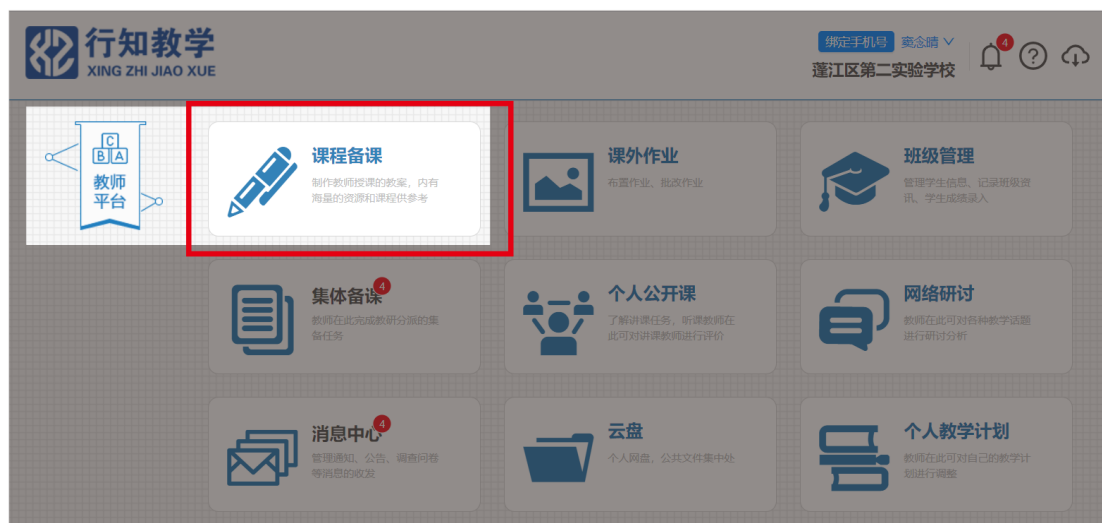 行知教学
XING ZHI JIAO XUE
绑定手机号 窦念晴
4
蓬江区第二实验学校
C
B A
教师
平台
课程备课
制作教师授课的教案，内有
海量的资源和课程供参考
课外作业
布置作业、批改作业
班级管理
管理学生信息、记录班级资
讯、学生成绩录入
集体备课
4
教师在此完成教研分派的集
备任务
个人公开课
了解讲课任务，听课教师在
此可对讲课教师进行评价
网络研讨
教师在此可对各种教学话题
进行研讨分析
消息中心
4
管理通知、公告、调查问卷
等消息的收发
云盘
个人网盘，公共文件集中处
个人教学计划
教师在此可对自己的教学计
划进行调整